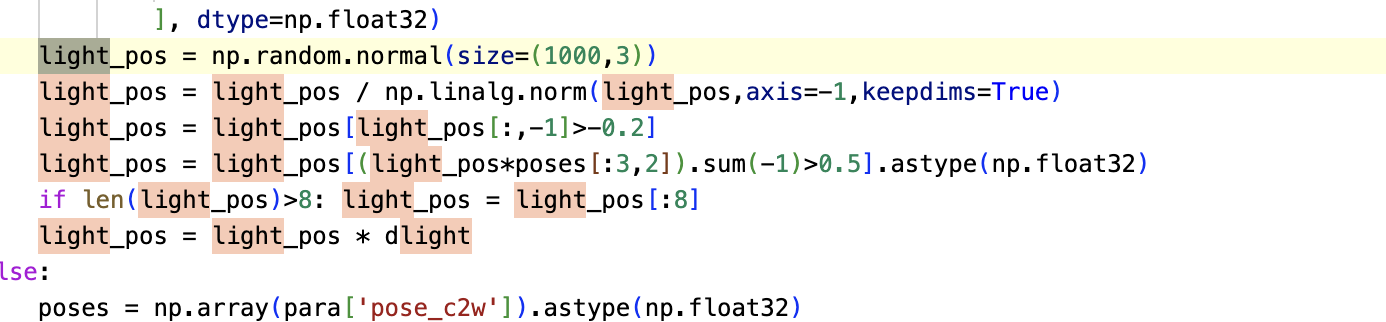 ], dtype=np.float32)
light_pos = np.random.normal(size=(1000,3))
light_pos = light_pos / np.linalg.norm(light_pos,axis=-1,keepdims=True)
light_pos = light_pos[light_pos[:,-1]>-0.2]
light_pos = light_pos[(light_pos*poses[:3,2]).sum(-1)>0.5].astype(np.float32)
if len(light_pos)>8: light_pos = light_pos[:8]
light_pos = light_pos * dlight
lse:
poses = np.array(para['pose_c2w']).astype(np.float32)